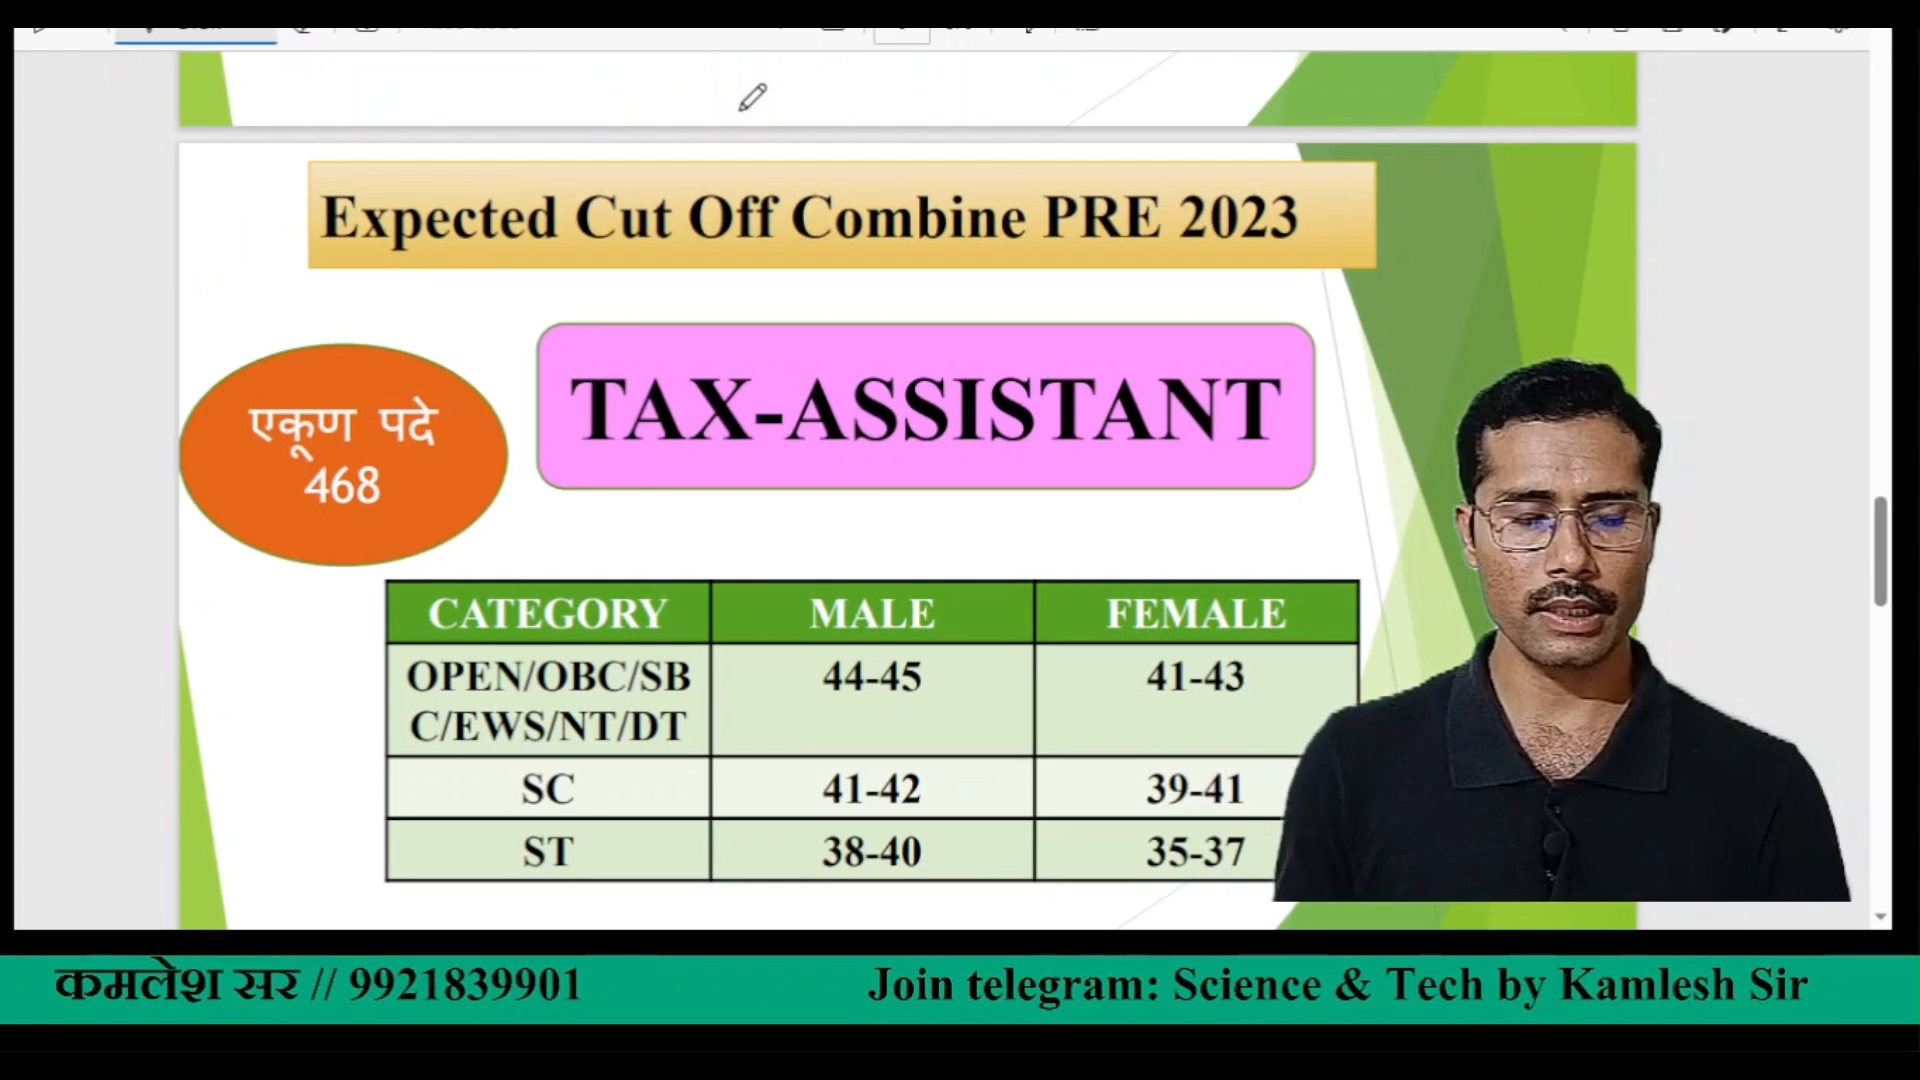 Expected Cut Off Combine PRE 2023
TAX-ASSISTANT
एकूण पदे
468
CATEGORY MALE FEMALE
OPEN/OBC/SB 44-45 41-43
C/EWS/NT/DT
SC 41-42 39-41
ST 38-40 35-37
कमलेश सर // 9921839901 Join telegram: Science & Tech by Kamlesh Sir